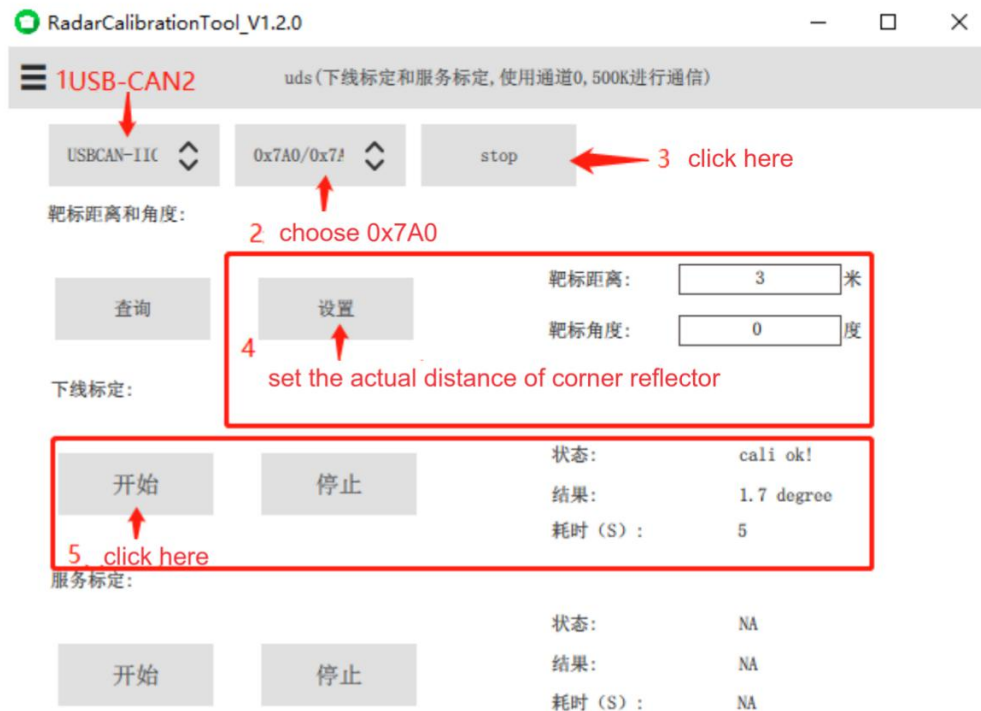 RadarCalibrationTool_V1.2.0
1USB-CAN2
uds(下线标定和服务标定,使用通道0,500K进行通信)
USBCAN-II
0x7A0/0x7
stop
3 click here
靶标距离和角度:
2 choose 0x7A0
查询
设置
靶标距离: 3 米
靶标角度: 0 度
4
set the actual distance of corner reflector
下线标定:
开始
停止
状态: cali ok!
结果: 1.7 degree
耗时 (S) : 5
5. click here
服务标定:
开始
停止
状态: NA
结果: NA
耗时 (S) : NA